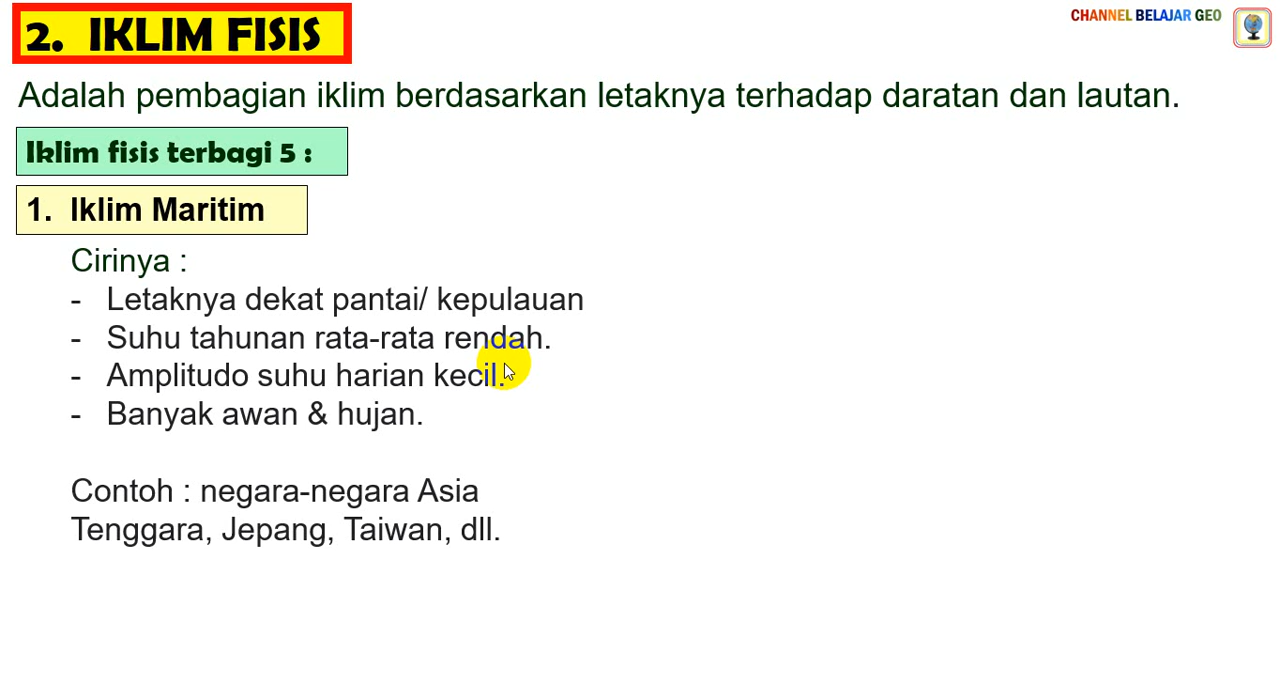 2. IKLIM FISIS
CHANNEL BELAJAR GEO
Adalah pembagian iklim berdasarkan letaknya terhadap daratan dan lautan.
Iklim fisis terbagi 5 :
1. Iklim Maritim
Cirinya :
- Letaknya dekat pantai/ kepulauan
- Suhu tahunan rata-rata rendah.
- Amplitudo suhu harian kecil.
- Banyak awan & hujan.
Contoh : negara-negara Asia
Tenggara, Jepang, Taiwan, dll.